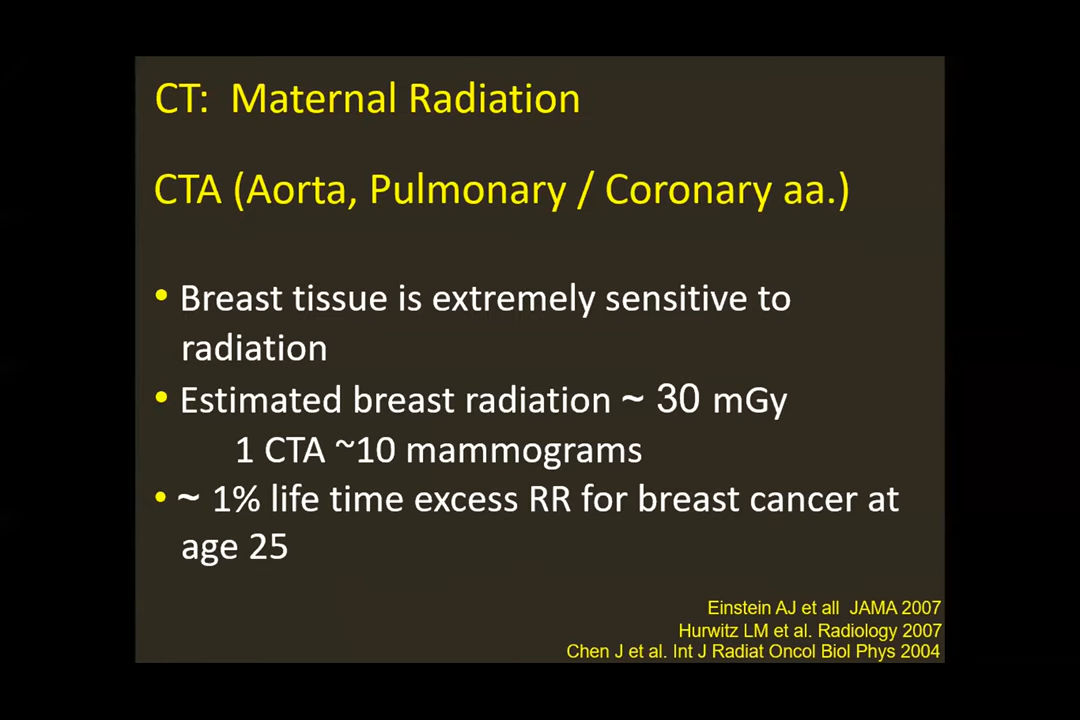 CT: Maternal Radiation
CTA (Aorta, Pulmonary / Coronary aa.)
• Breast tissue is extremely sensitive to
radiation
• Estimated breast radiation ~ 30 mGy
1 CTA ~10 mammograms
• ~ 1% life time excess RR for breast cancer at
age 25
Einstein AJ et all JAMA 2007
Hurwitz LM et al. Radiology 2007
Chen J et al. Int J Radiat Oncol Biol Phys 2004